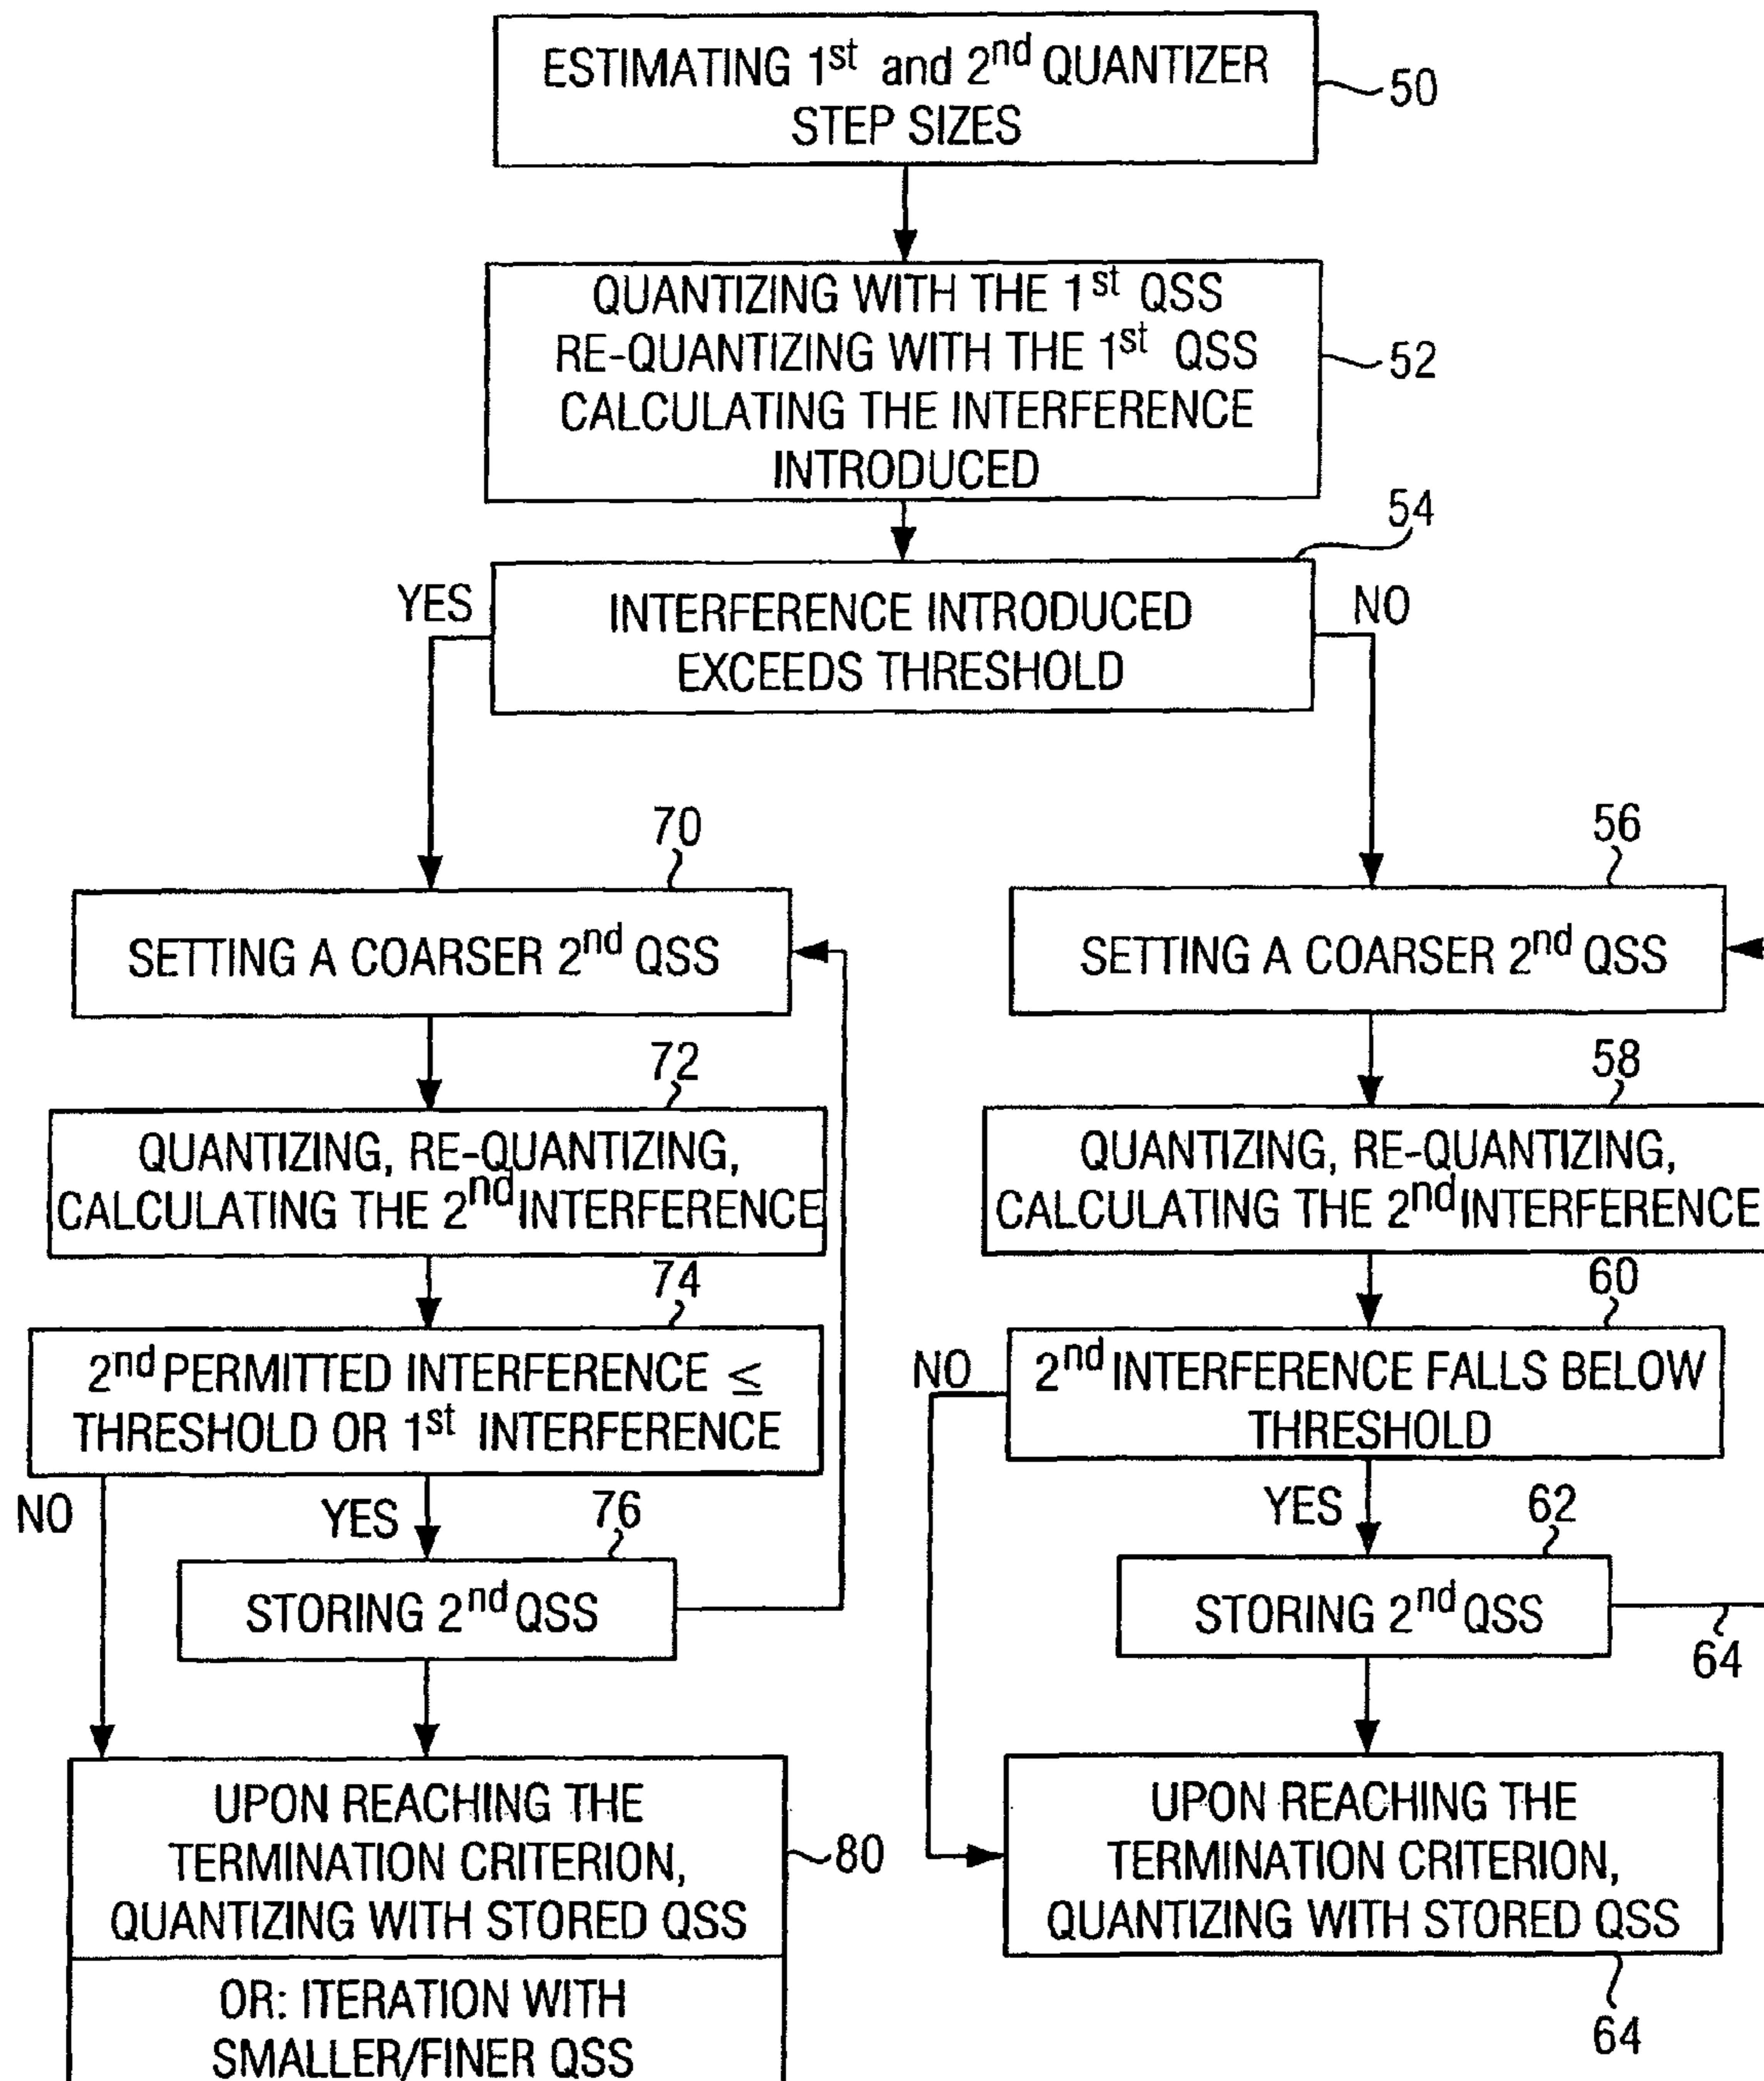 ESTIMATING 1st and 2nd QUANTIZER
STEP SIZES
50
QUANTIZING WITH THE 1st QSS
RE-QUANTIZING WITH THE 1st QSS
CALCULATING THE INTERFERENCE
INTRODUCED
52
54
YES
INTERFERENCE INTRODUCED
EXCEEDS THRESHOLD
NO
70
SETTING A COARSER 2nd QSS
72
QUANTIZING, RE-QUANTIZING,
CALCULATING THE 2nd INTERFERENCE
74
2nd PERMITTED INTERFERENCE ≤
THRESHOLD OR 1st INTERFERENCE
NO
YES
76
STORING 2nd QSS
UPON REACHING THE
TERMINATION CRITERION,
QUANTIZING WITH STORED QSS
80
OR: ITERATION WITH
SMALLER/FINER QSS
56
SETTING A COARSER 2nd QSS
58
QUANTIZING, RE-QUANTIZING,
CALCULATING THE 2nd INTERFERENCE
60
NO
2nd INTERFERENCE FALLS BELOW
THRESHOLD
YES
62
STORING 2nd QSS
64
UPON REACHING THE
TERMINATION CRITERION,
QUANTIZING WITH STORED QSS
64